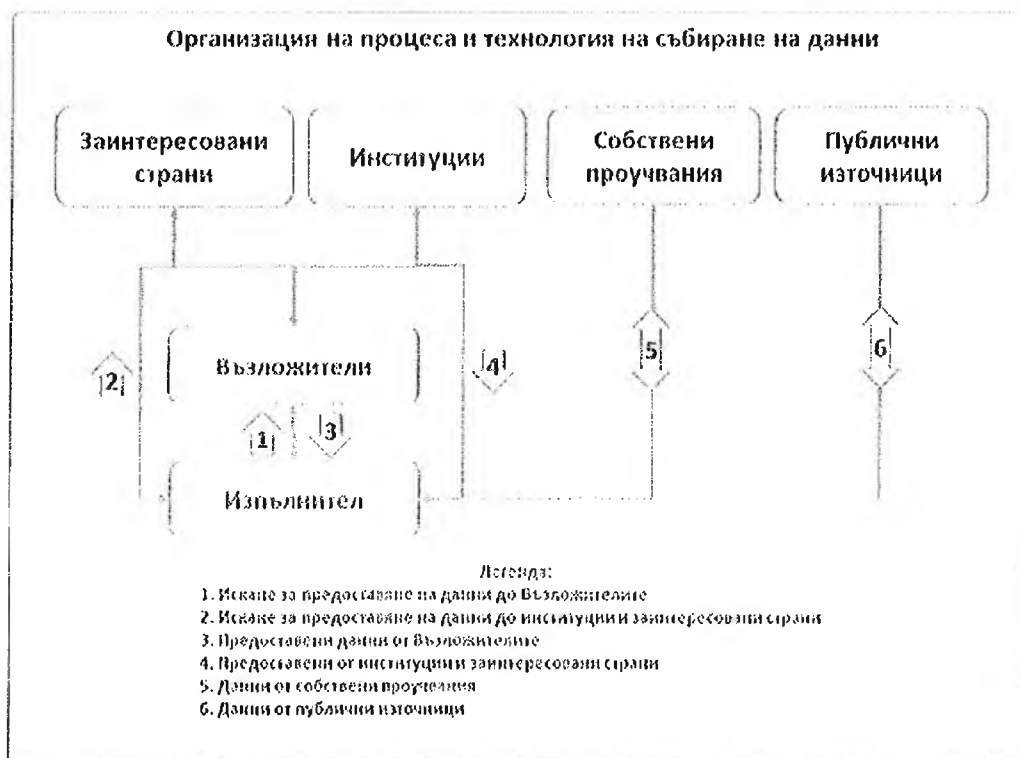 Организация на процеса и технология на събиране на данни
Заинтересовани
страни
Институции
Собствени
проучвания
Публични
източници
Възложители
2
4
5
6
1
3
Изпълнител
Легенда:
1. Искане за предоставяне на данни до Възложителите
2. Искане за предоставяне на данни до институции и заинтересовани страни
3. Предоставени данни от Възложителите
4. Предоставени от институции и заинтересовани страни
5. Данни от собствени проучвания
6. Данни от публични източници